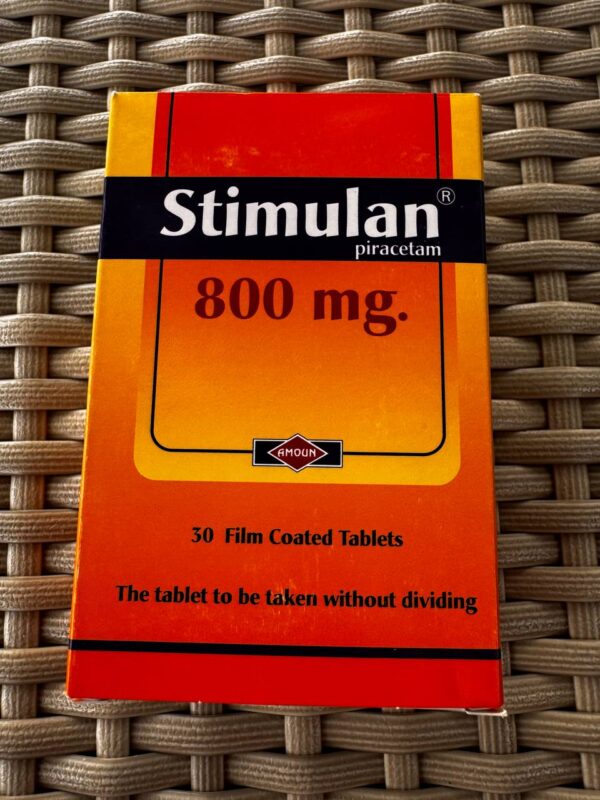 Stimulan®
piracetam
800 mg.
AMOUN
30 Film Coated Tablets
The tablet to be taken without dividing